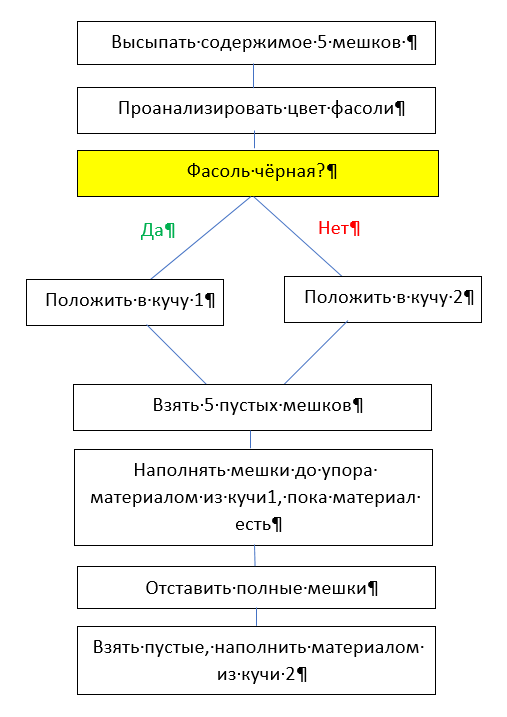 Высыпать·содержимое·5·мешков·¶
Проанализировать·цвет·фасоли¶
Фасоль·чёрная?¶
Да¶
Нет¶
Положить·в·кучу·1¶
Положить·в·кучу·2¶
Взять·5·пустых·мешков¶
Наполнять·мешки·до·упора·
материалом·из·кучи1,·пока·материал·
есть¶
Отставить·полные·мешки¶
Взять·пустые,·наполнить·материалом·
из·кучи·2¶